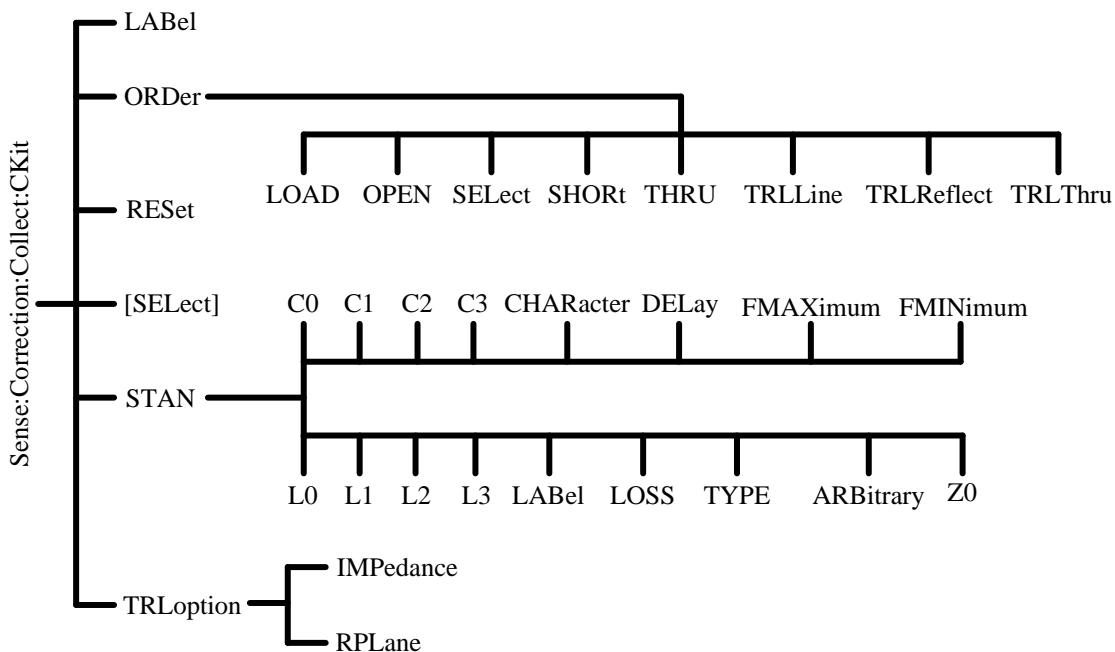 Sense:Correction:Collect:CKit
LABel
ORDer
LOAD OPEN SELect SHORt THRU TRLLine TRLReflect TRLThru
RESet
[SELect] C0 C1 C2 C3 CHARacter DELay FMAXimum FMINimum
STAN
L0 L1 L2 L3 LABel LOSS TYPE ARBitrary Z0
IMPedance
TRLoption
RPLane